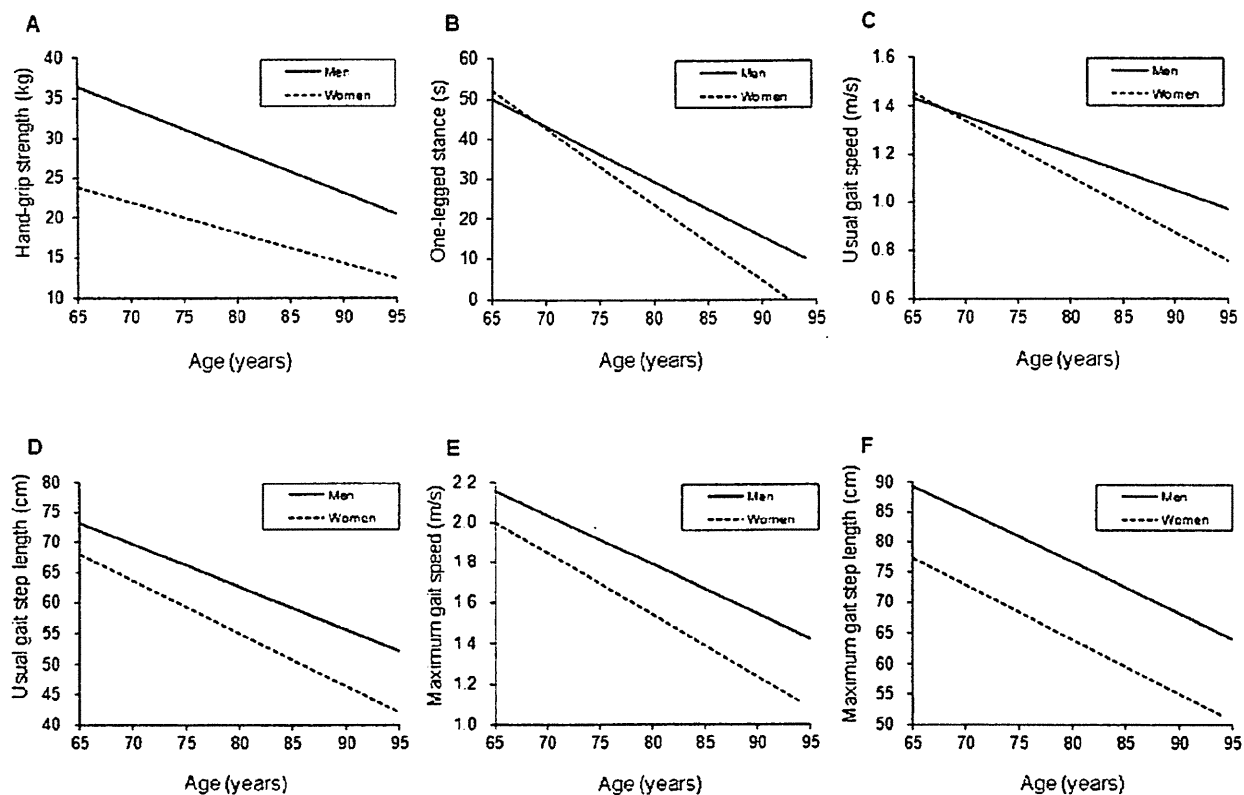 A
Hand-grip strength (kg)
40
35
30
25
20
15
10
65 70 75 80 85 90 95
Age (years)
Men
Women
B
One-legged stance (s)
60
50
40
30
20
10
0
65 70 75 80 85 90 95
Age (years)
Men
Women
C
Usual gait speed (m/s)
1.6
1.4
1.2
1.0
0.8
0 6
65 70 75 80 85 90 95
Age (years)
Men
Women
D
Usual gait step length (cm)
80
75
70
65
60
55
50
45
40
65 70 75 80 85 90 95
Age (years)
Men
Women
E
Maximum gait speed (m/s)
2 2
2.0
1.8
1.6
1.4
1.2
1.0
65 70 75 80 85 90 95
Age (years)
Men
Women
F
Maximum gait step length (cm)
90
85
80
75
70
65
60
55
50
65 70 75 80 85 90 95
Age (years)
Men
Women